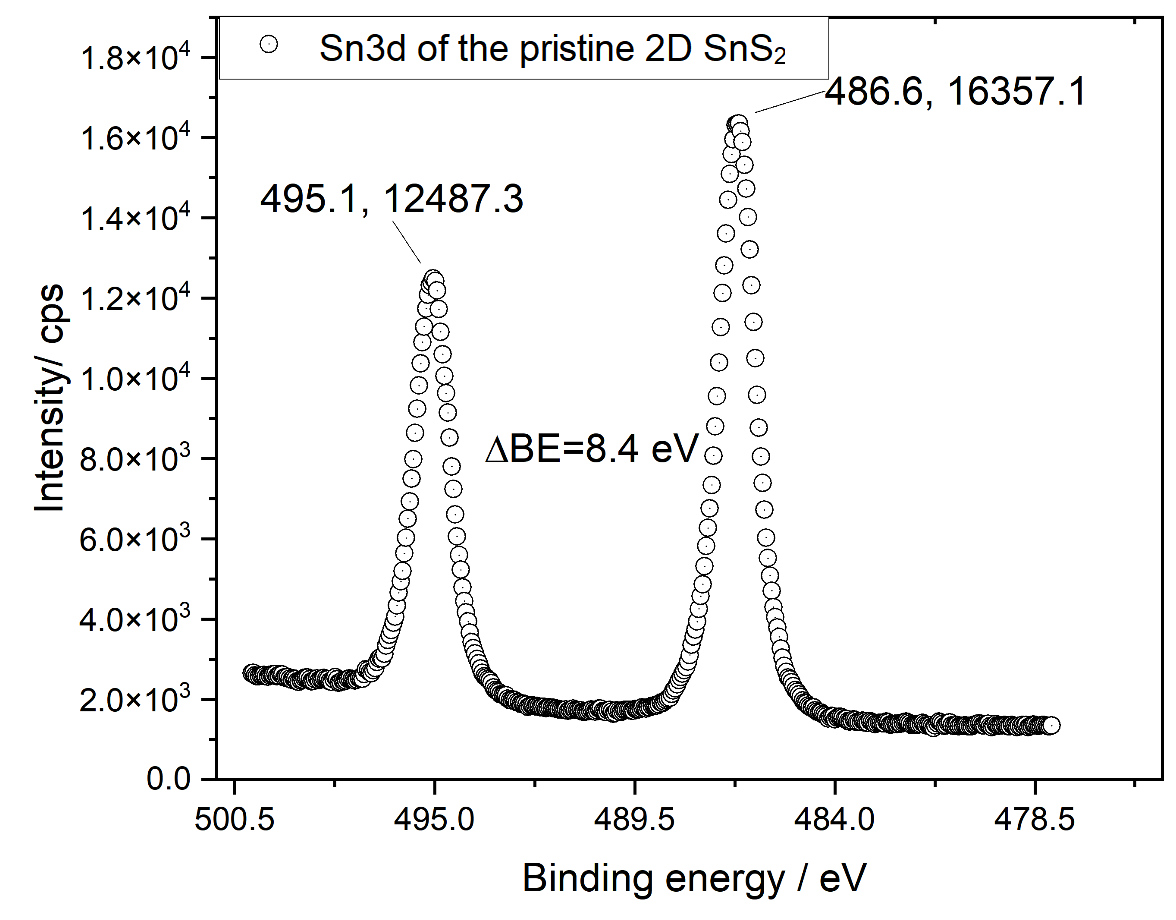 Sn3d of the pristine 2D SnS₂
486.6, 16357.1
495.1, 12487.3
ΔBE=8.4 eV
Intensity/ cps
1.8×10⁴
1.6×10⁴
1.4×10⁴
1.2×10⁴
1.0×10⁴
8.0×10³
6.0×10³
4.0×10³
2.0×10³
0.0
500.5 495.0 489.5 484.0 478.5
Binding energy / eV